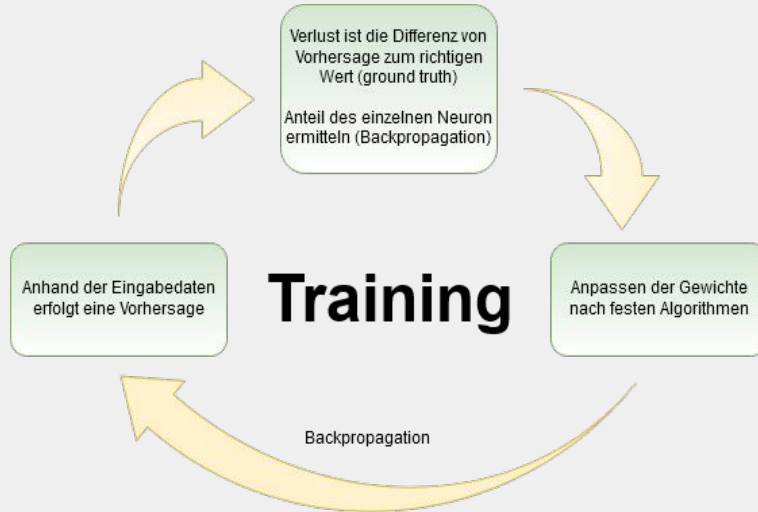 Verlust ist die Differenz von
Vorhersage zum richtigen
Wert (ground truth)
Anteil des einzelnen Neuron
ermitteln (Backpropagation)
Anhand der Eingabedaten
erfolgt eine Vorhersage
Training
Anpassen der Gewichte
nach festen Algorithmen
Backpropagation